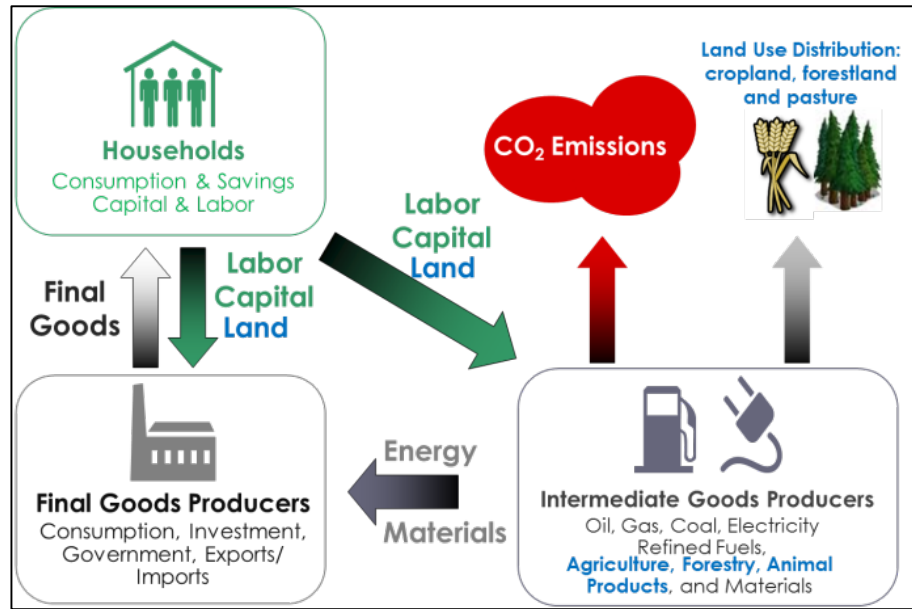 Households
Consumption & Savings
Capital & Labor
CO₂ Emissions
Land Use Distribution:
cropland, forestland
and pasture
Labor
Capital
Land
Final
Goods
Labor
Capital
Land
Final Goods Producers
Consumption, Investment,
Government, Exports/
Imports
Energy
Materials
Intermediate Goods Producers
Oil, Gas, Coal, Electricity
Refined Fuels,
Agriculture, Forestry, Animal
Products, and Materials